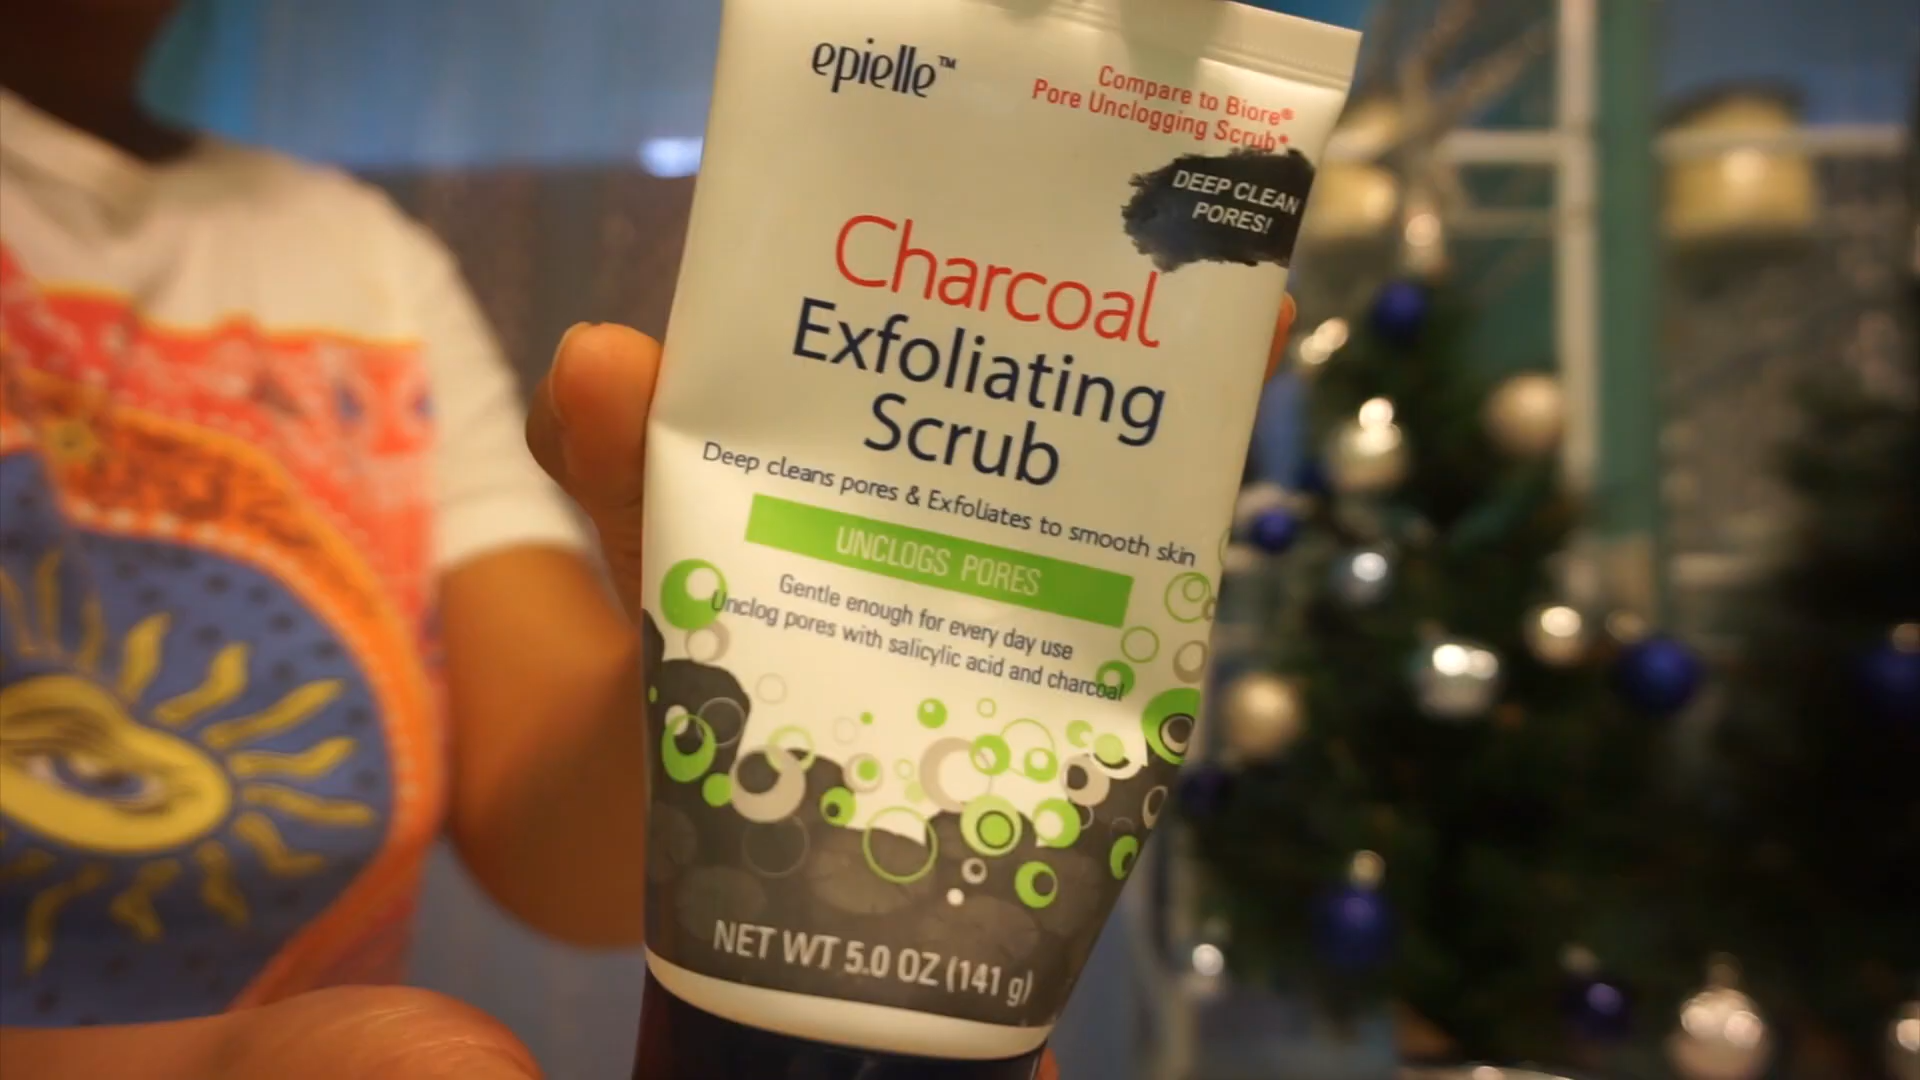 epielle™
Compare to Biore®
Pore Unclogging Scrub*
DEEP CLEAN
PORES!
Charcoal
Exfoliating
Scrub
Deep cleans pores & Exfoliates to smooth skin
UNCLOGS PORES
Gentle enough for every day use
Unclog pores with salicylic acid and charcoal
NET WT 5.0 OZ (141 g)